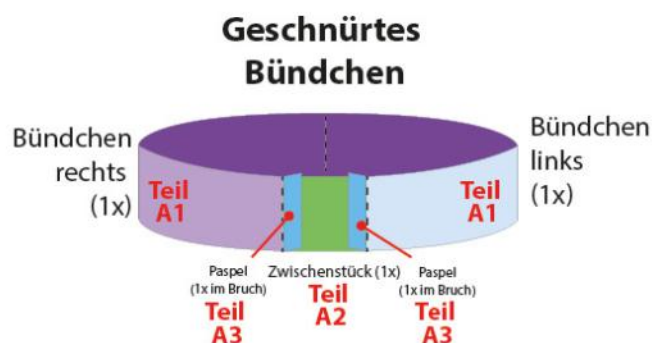 Geschnürtes
Bündchen
Bündchen
rechts
(1x)
Teil
A1
Bündchen
links
(1x)
Teil
A1
Paspel
(1x im Bruch)
Teil
A3
Zwischenstück (1x)
Teil
A2
Paspel
(1x im Bruch)
Teil
A3